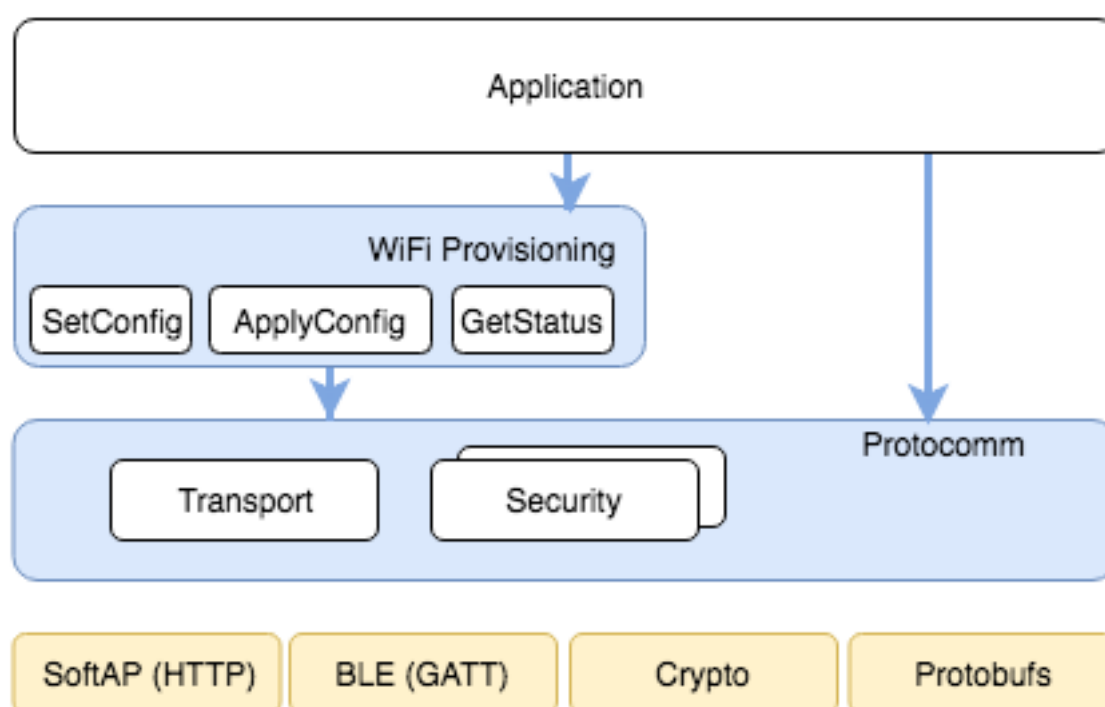 Application
WiFi Provisioning
SetConfig ApplyConfig GetStatus
Protocomm
Transport Security
SoftAP (HTTP) BLE (GATT) Crypto Protobufs